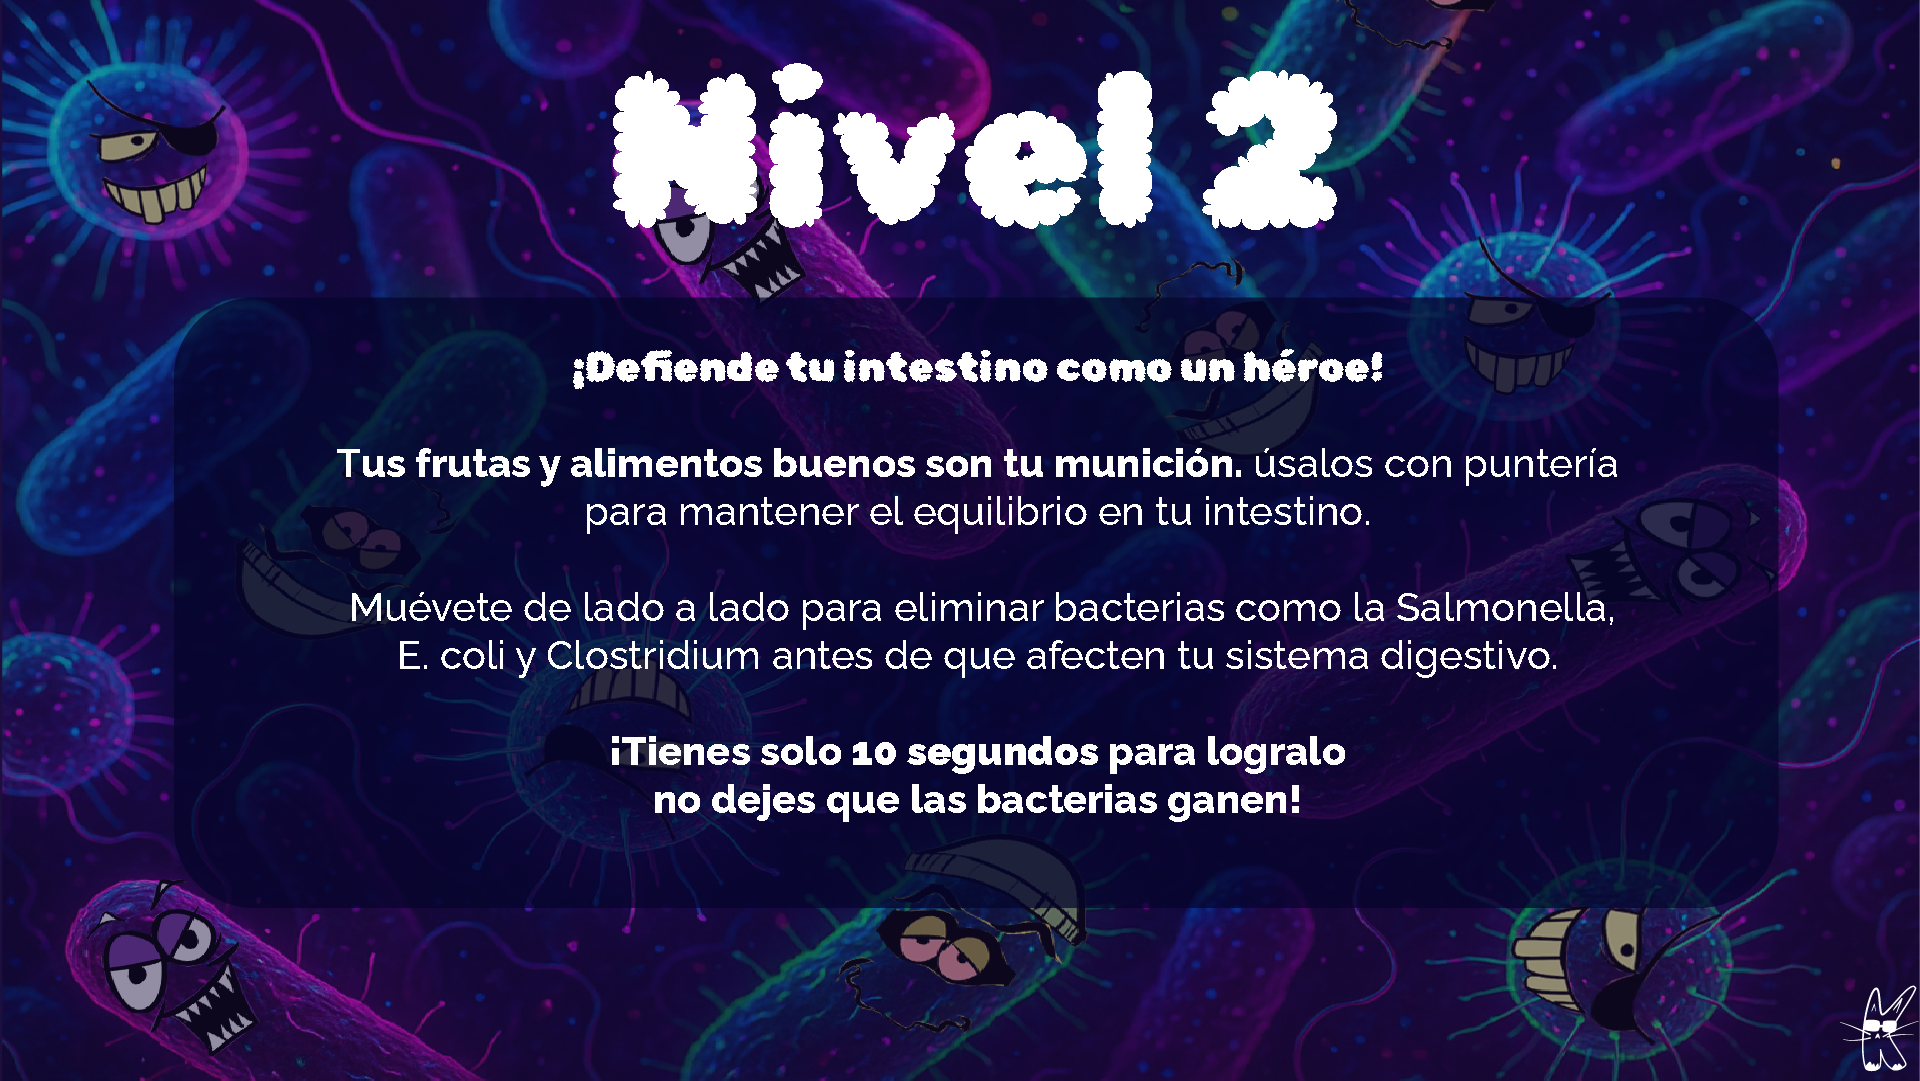 Nivel 2
¡Defiende tu intestino como un héroe!
Tus frutas y alimentos buenos son tu munición. úsalos con puntería
para mantener el equilibrio en tu intestino.
Muévete de lado a lado para eliminar bacterias como la Salmonella,
E. coli y Clostridium antes de que afecten tu sistema digestivo.
¡Tienes solo 10 segundos para logralo
no dejes que las bacterias ganen!